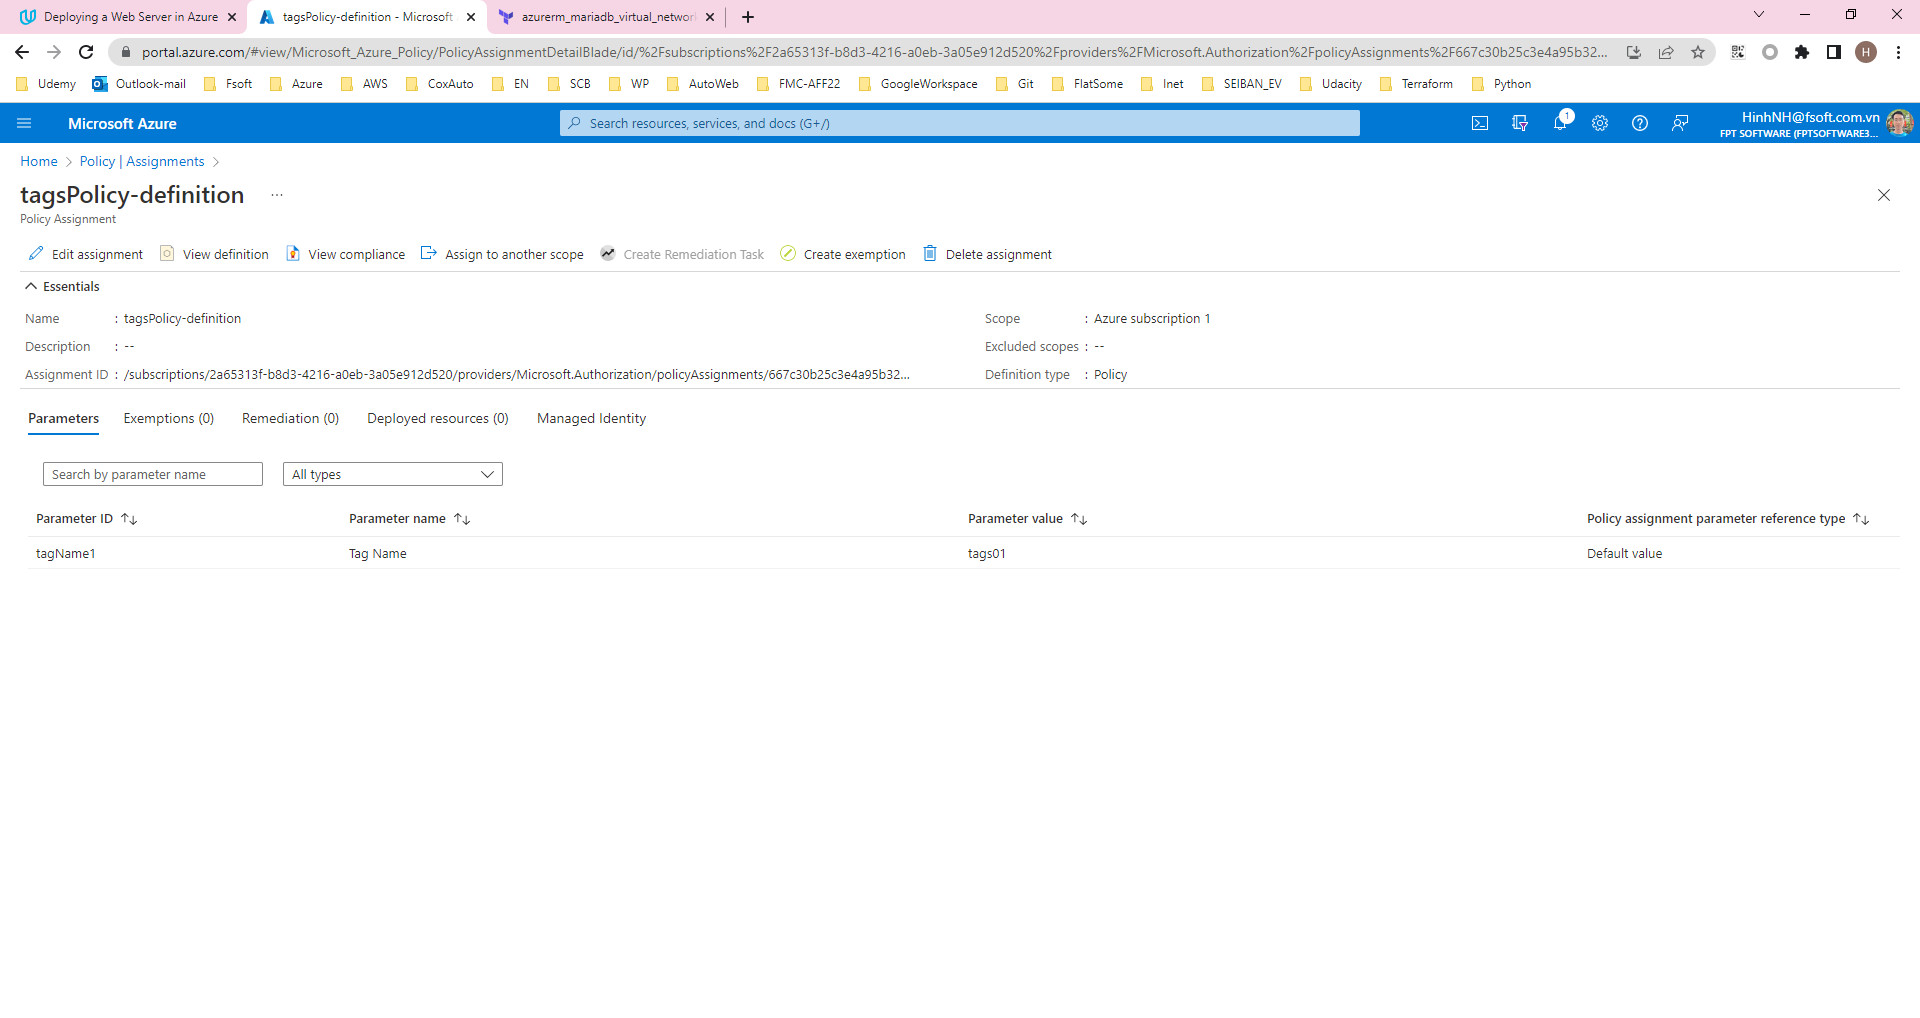 Deploying a Web Server in Azure
tagsPolicy-definition - Microsoft
azurerm_mariadb_virtual_networ
portal.azure.com/#view/Microsoft_Azure_Policy/PolicyAssignmentDetailBlade/id/%2Fsubscriptions%2F2a65313f-b8d3-4216-a0eb-3a05e912d520%2Fproviders%2FMicrosoft.Authorization%2FpolicyAssignments%2F667c30b25c3e4a95b32...
H
Udemy Outlook-mail Fsoft Azure AWS CoxAuto EN SCB WP AutoWeb FMC-AFF22 GoogleWorkspace Git FlatSome Inet SEIBAN_EV Udacity Terraform Python
Microsoft Azure
Search resources, services, and docs (G+/)
1
HinhNH@fsoft.com.vn
FPT SOFTWARE (FPTSOFTWARE3...
Home > Policy | Assignments >
tagsPolicy-definition ...
Policy Assignment
Edit assignment View definition View compliance Assign to another scope Create Remediation Task Create exemption Delete assignment
Essentials
Name : tagsPolicy-definition
Scope : Azure subscription 1
Description : --
Excluded scopes : --
Assignment ID : /subscriptions/2a65313f-b8d3-4216-a0eb-3a05e912d520/providers/Microsoft.Authorization/policyAssignments/667c30b25c3e4a95b32...
Definition type : Policy
Parameters Exemptions (0) Remediation (0) Deployed resources (0) Managed Identity
Search by parameter name
All types
Parameter ID Parameter name Parameter value Policy assignment parameter reference type
tagName1 Tag Name tags01 Default value